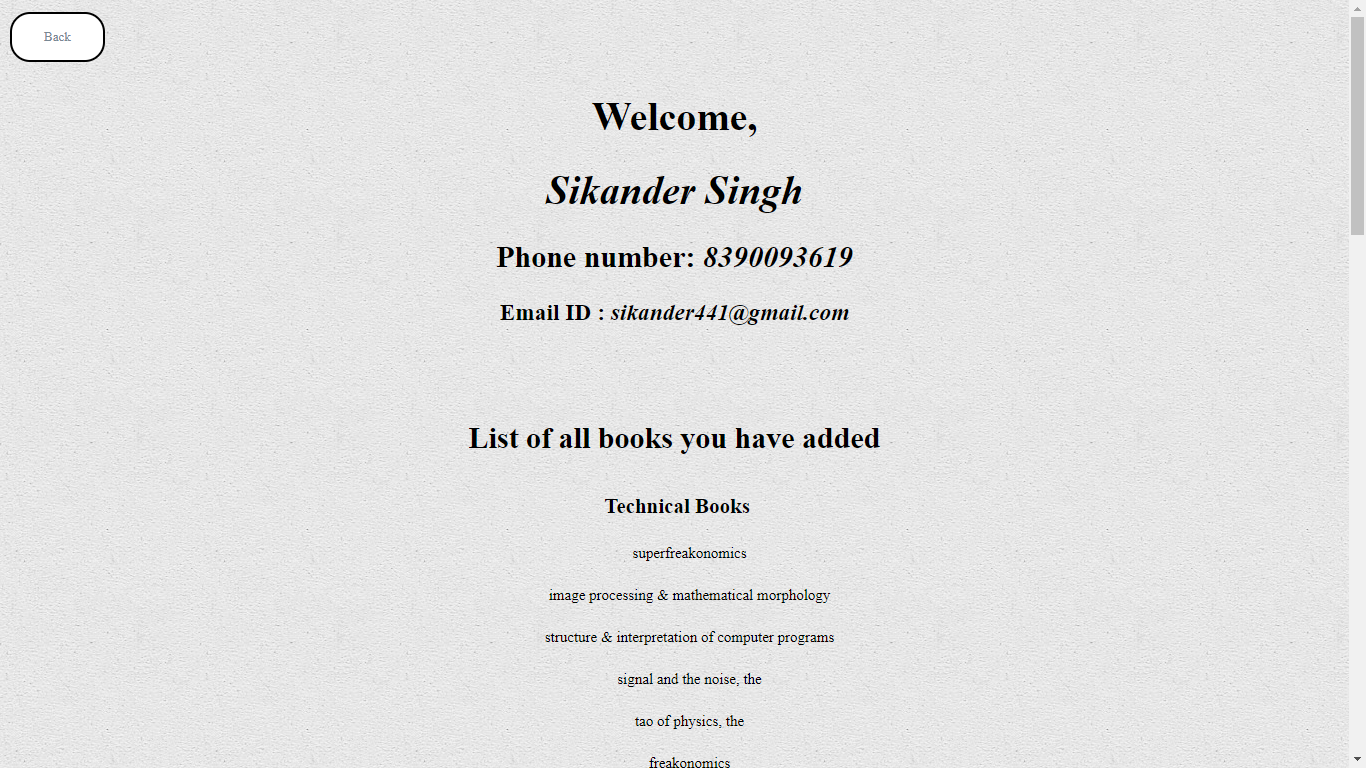 Back
Welcome,
Sikander Singh
Phone number: 8390093619
Email ID : sikander441@gmail.com
List of all books you have added
Technical Books
superfreakonomics
image processing & mathematical morphology
structure & interpretation of computer programs
signal and the noise, the
tao of physics, the
freakonomics